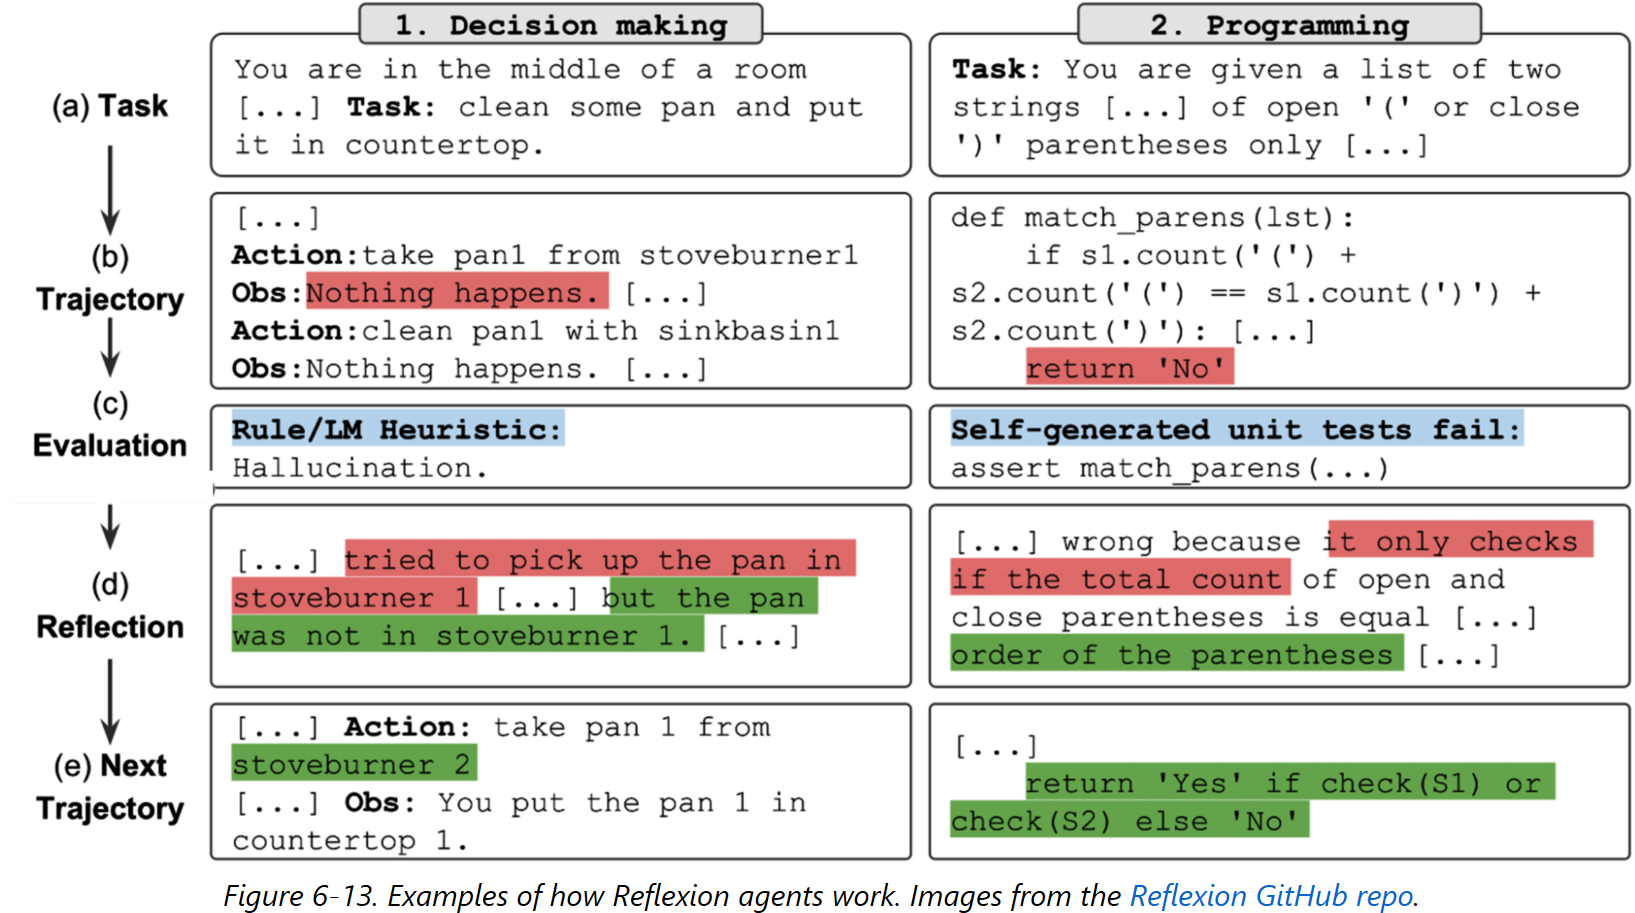 1. Decision making
2. Programming
(a) Task
You are in the middle of a room
[...] Task: clean some pan and put
it in countertop.
Task: You are given a list of two
strings [...] of open '(' or close
')' parentheses only [...]
(b)
Trajectory
[...]
Action:take pan1 from stoveburner1
Obs:Nothing happens. [...]
Action:clean pan1 with sinkbasin1
Obs:Nothing happens. [...]
def match_parens(lst):
if s1.count('(') +
s2.count('(') == s1.count(')') +
s2.count(')'): [...]
return 'No'
(c)
Evaluation
Rule/LM Heuristic:
Hallucination.
Self-generated unit tests fail:
assert match_parens(...)
(d)
Reflection
[...] tried to pick up the pan in
stoveburner 1 [...] but the pan
was not in stoveburner 1. [...]
[...] wrong because it only checks
if the total count of open and
close parentheses is equal [...]
order of the parentheses [...]
(e) Next
Trajectory
[...] Action: take pan 1 from
stoveburner 2
[...] Obs: You put the pan 1 in
countertop 1.
[...]
return 'Yes' if check(S1) or
check(S2) else 'No'
Figure 6-13. Examples of how Reflexion agents work. Images from the Reflexion GitHub repo.